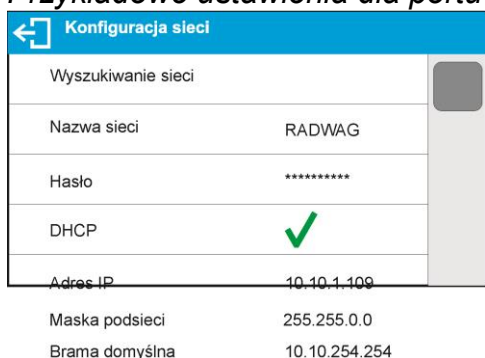 Przykładowe ustawienia dla portu
Konfiguracja sieci
Wyszukiwanie sieci
Nazwa sieci RADWAG
Hasło **********
DHCP
Adres IP 10.10.1.109
Maska podsieci 255.255.0.0
Brama domyślna 10.10.254.254